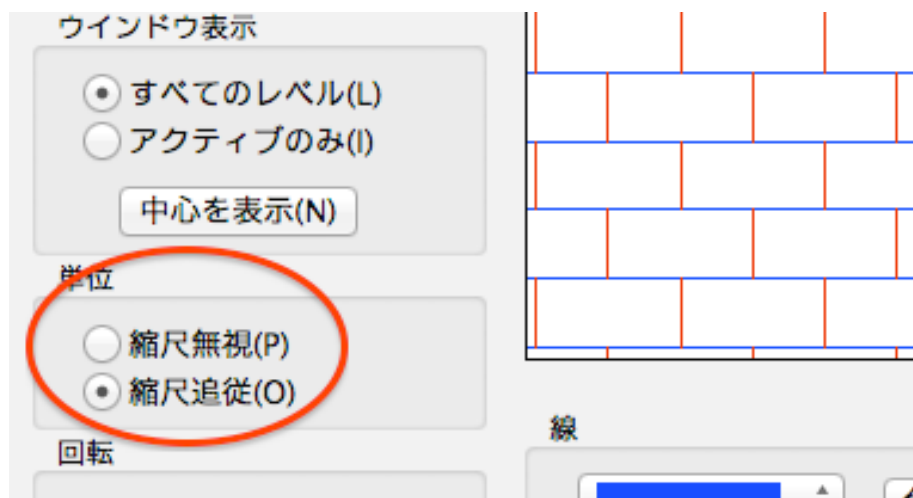 ウインドウ表示
すべてのレベル(L)
アクティブのみ(I)
中心を表示(N)
単位
縮尺無視(P)
縮尺追従(O)
回転
線